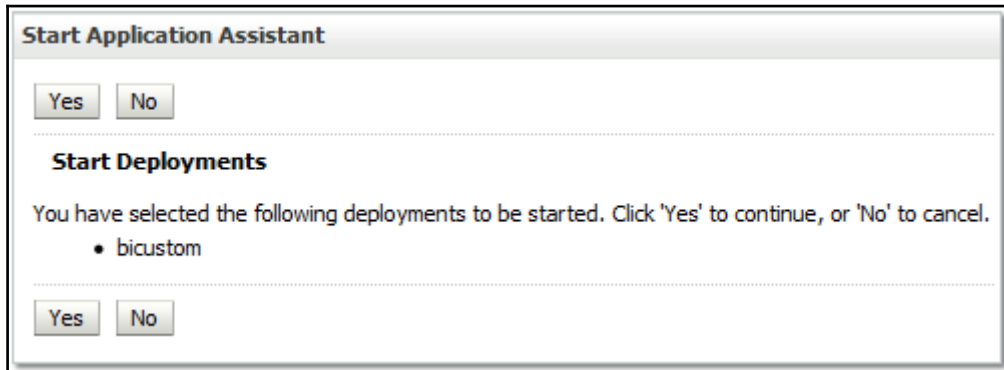 Start Application Assistant
Yes No
Start Deployments
You have selected the following deployments to be started. Click 'Yes' to continue, or 'No' to cancel.
• bicustom
Yes No